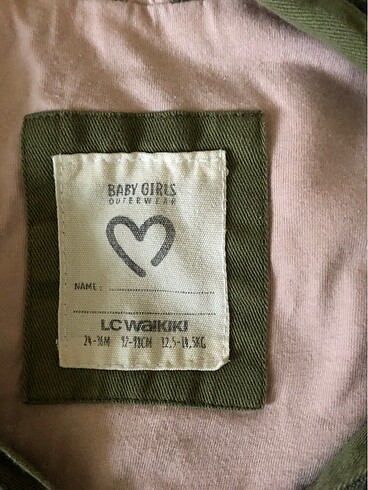 BABY GIRLS
OUTERWEAR
NAME:
LC WAIKIKI
24-36M 92-98CM 12,5-14,5KG